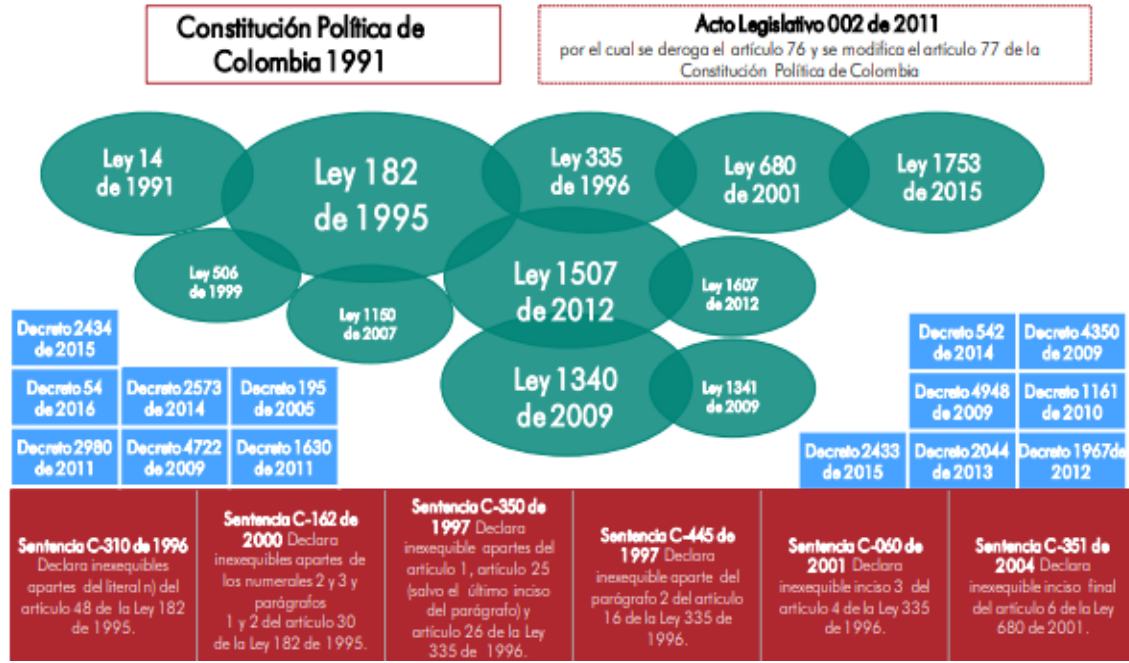 Constitución Política de
Colombia 1991
Acto Legislativo 002 de 2011
por el cual se deroga el artículo 76 y se modifica el artículo 77 de la
Constitución Política de Colombia
Ley 14
de 1991
Ley 182
de 1995
Ley 335
de 1996
Ley 680
de 2001
Ley 1753
de 2015
Ley 506
de 1999
Ley 1150
de 2007
Ley 1507
de 2012
Ley 1607
de 2012
Ley 1340
de 2009
Ley 1341
de 2009
Decreto 2434
de 2015
Decreto 54
de 2016
Decreto 2573
de 2014
Decreto 195
de 2005
Decreto 2980
de 2011
Decreto 4722
de 2009
Decreto 1630
de 2011
Decreto 542
de 2014
Decreto 4350
de 2009
Decreto 4948
de 2009
Decreto 1161
de 2010
Decreto 2433
de 2015
Decreto 2044
de 2013
Decreto 1967de
2012
Sentencia C-310 de 1996
Declara inexequibles
apartes del literal n) del
artículo 48 de la Ley 182
de 1995.
Sentencia C-162 de
2000 Declara
inexequibles apartes de
los numerales 2 y 3 y
parágrafos
1 y 2 del artículo 30
de la Ley 182 de 1995.
Sentencia C-350 de
1997 Declara
inexequible apartes del
artículo 1, artículo 25
(salvo el último inciso
del parágrafo) y
artículo 26 de la Ley
335 de 1996.
Sentencia C-445 de
1997 Declara
inexequible aparte del
parágrafo 2 del artículo
16 de la Ley 335 de
1996.
Sentencia C-060 de
2001 Declara
inexequible inciso 3 del
artículo 4 de la Ley 335
de 1996.
Sentencia C-351 de
2004 Declara
inexequible inciso final
del artículo 6 de la Ley
680 de 2001.